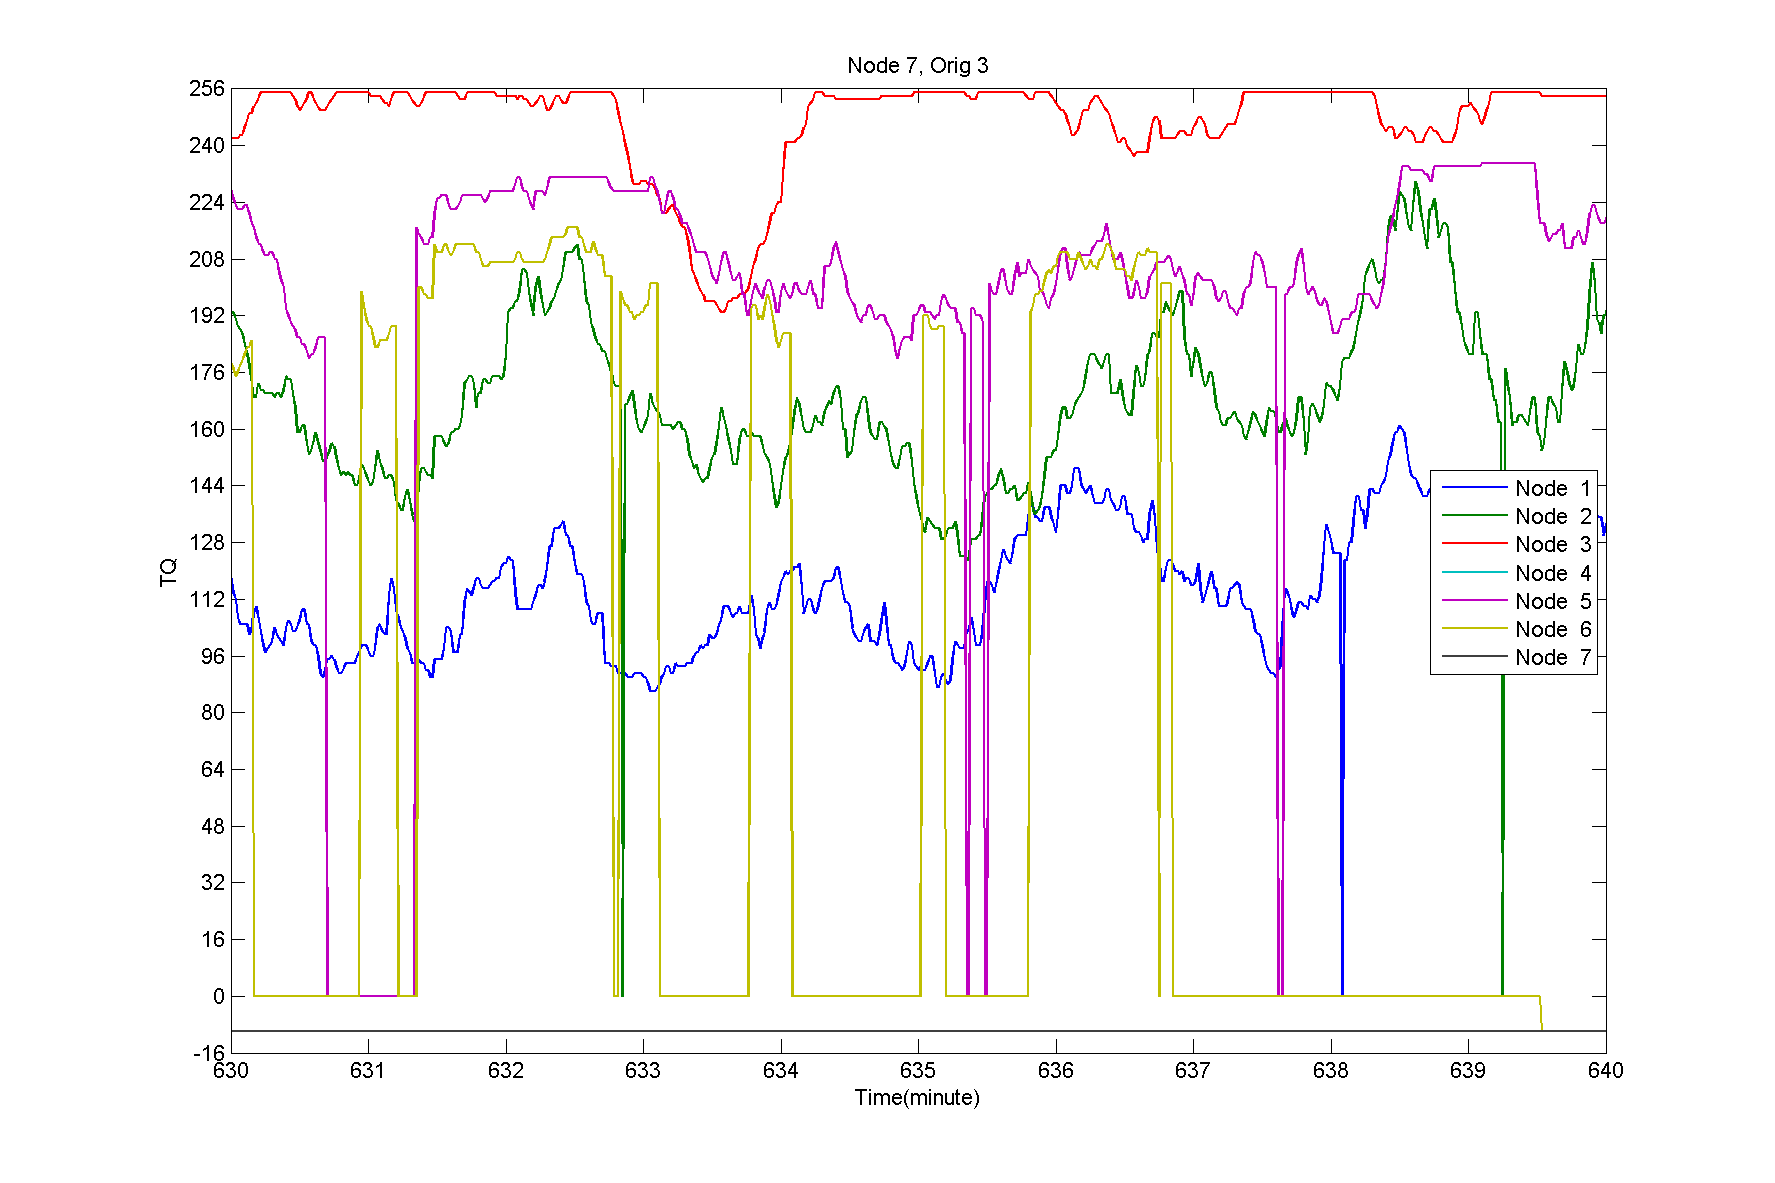 Node 7, Orig 3
256
240
224
208
192
176
160
144
128
112
96
80
64
48
32
16
0
-16
TQ
630 631 632 633 634 635 636 637 638 639 640
Time(minute)
Node 1
Node 2
Node 3
Node 4
Node 5
Node 6
Node 7